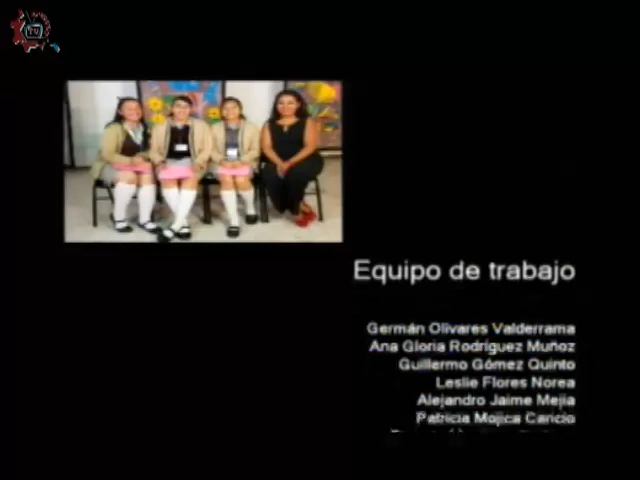 TV
Equipo de trabajo
Germán Olivares Valderrama
Ana Gloria Rodríguez Muñoz
Guillermo Gómez Quinto
Leslie Flores Norea
Alejandro Jaime Mejía
Patricia Mojica Cancio